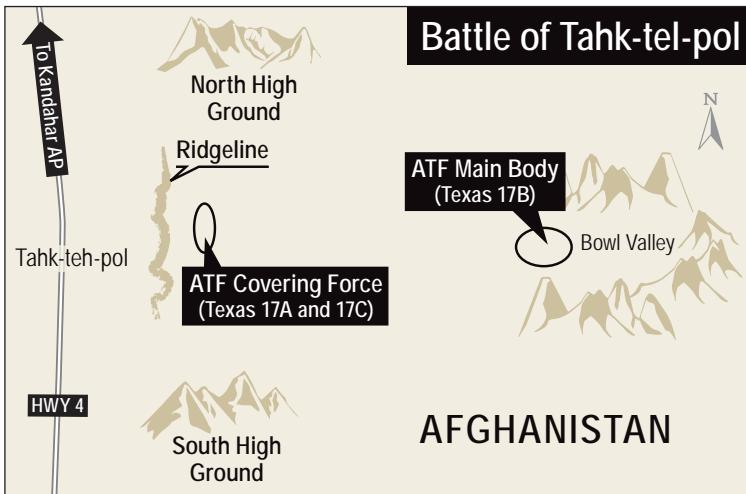 Battle of Tahk-tel-pol
To Kandahar AP
North High
Ground
N
Ridgeline
ATF Main Body
(Texas 17B)
Bowl Valley
Tahk-teh-pol
ATF Covering Force
(Texas 17A and 17C)
HWY 4
South High
Ground
AFGHANISTAN